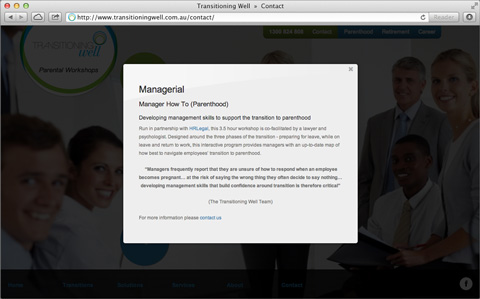 Transitioning Well » Contact
http://www.transitioningwell.com.au/contact/
Reader
1300 824 808 Contact Parenthood Retirement Career
TRANSITIONING
well
Parental Workshops
Managerial
Manager How To (Parenthood)
Developing management skills to support the transition to parenthood
Run in partnership with HRLegal, this 3.5 hour workshop is co-facilitated by a lawyer and
psychologist. Designed around the three phases of the transition - preparing for leave, while on
leave and return to work, this interactive program provides managers with an up-to-date map of
how best to navigate employees' transition to parenthood.
"Managers frequently report that they are unsure of how to respond when an employee
becomes pregnant... at the risk of saying the wrong thing they often decide to say nothing...
developing management skills that build confidence around transition is therefore critical"
(The Transitioning Well Team)
For more information please contact us
Home Transitions Solutions Services Contact